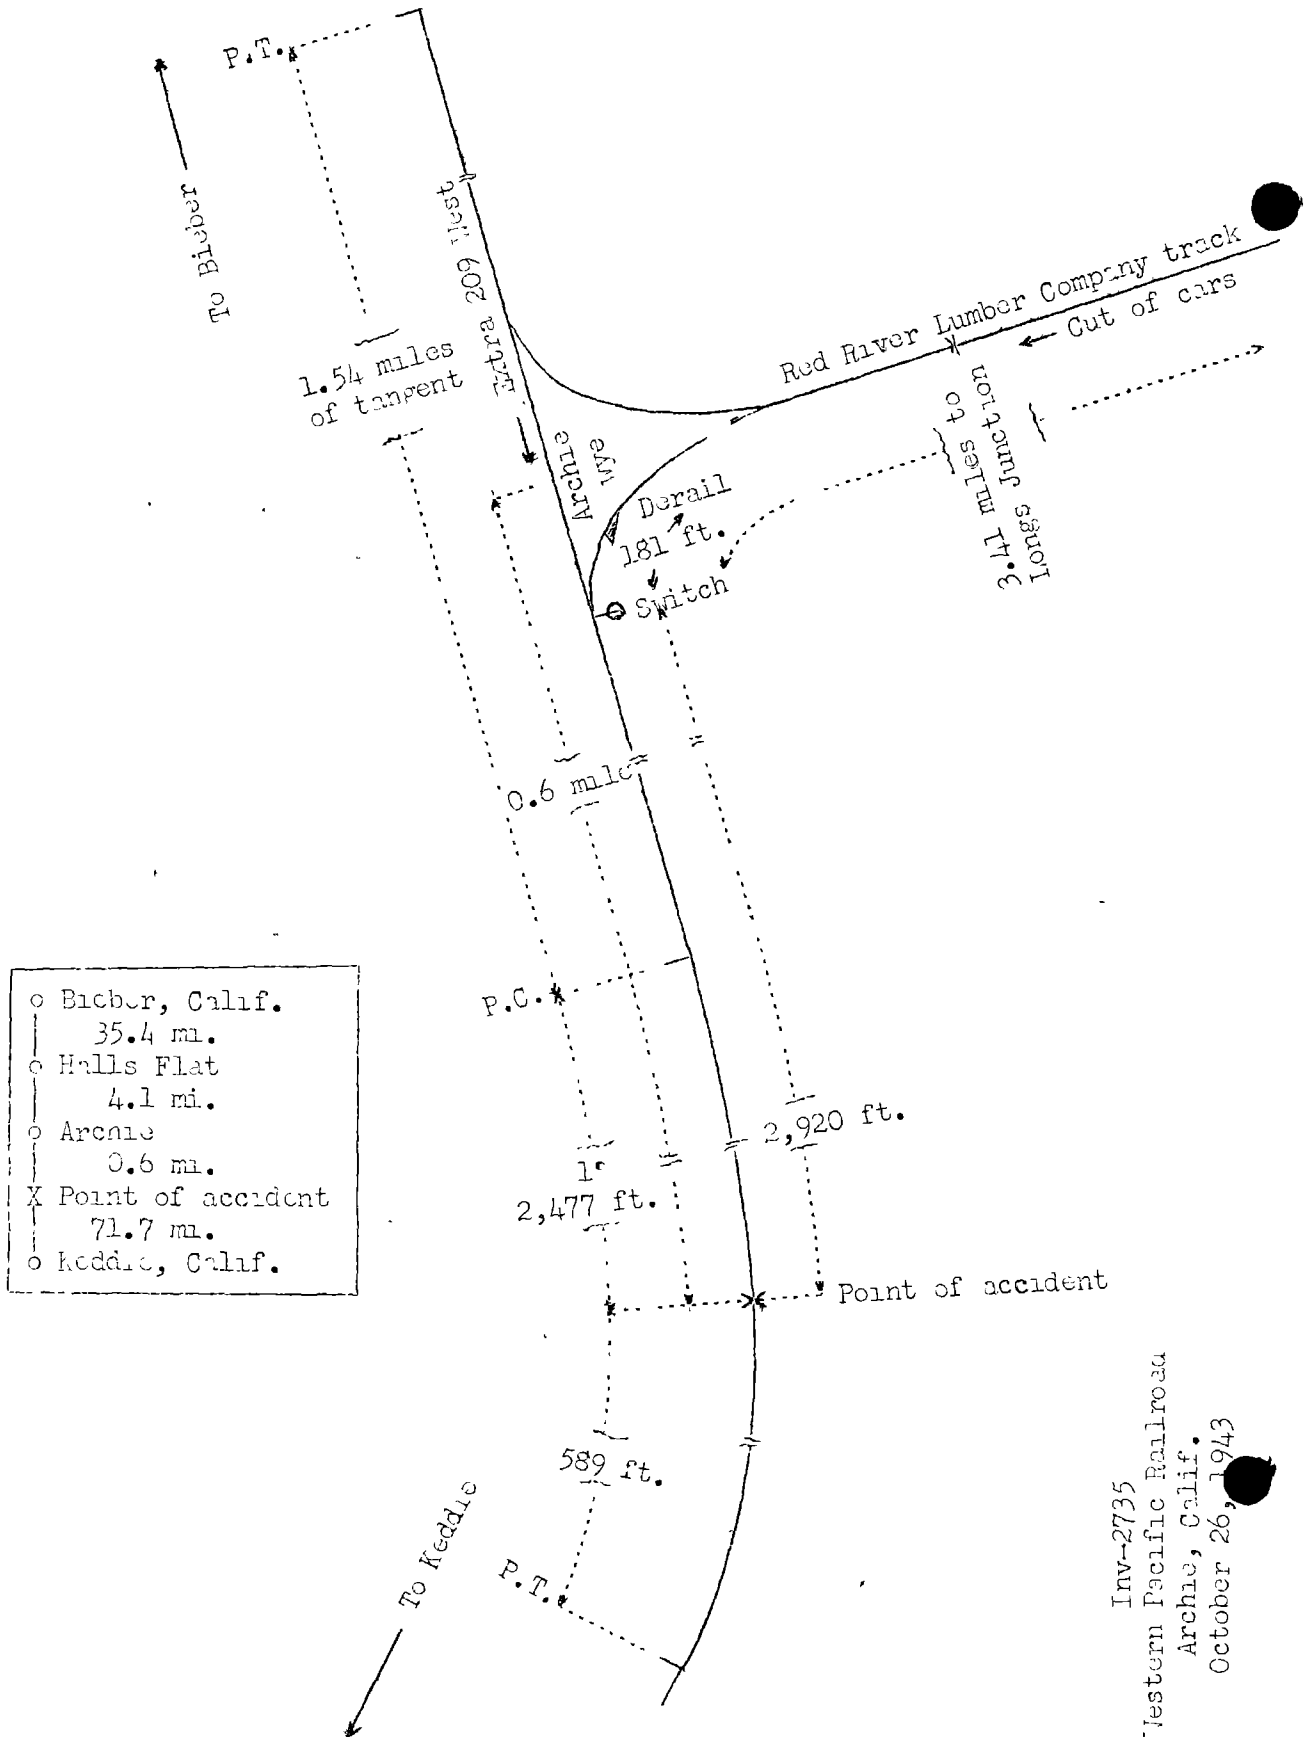 P.T.
To Bieber
Extra 209 West
1.54 miles
of tangent
Red River Lumber Company track
Cut of cars
3.41 miles to
Longs Junction
Archie
wye
Derail
181 ft.
Switch
0.6 mile
P.C.
2,920 ft.
1°
2,477 ft.
Point of accident
589 ft.
P.T.
To Keddie
Bieber, Calif.
35.4 mi.
Halls Flat
4.1 mi.
Archie
0.6 mi.
X Point of accident
71.7 mi.
Keddie, Calif.
Inv-2735
Western Pacific Railroad
Archie, Calif.
October 26, 1943